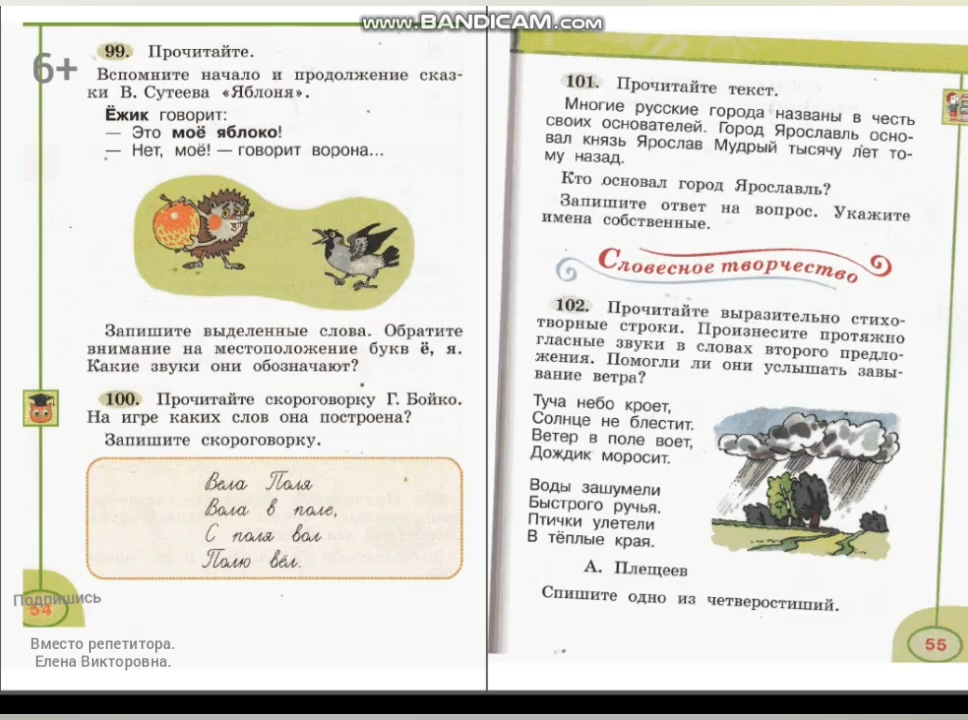 www.BANDICAM.com
6+
99. Прочитайте.
Вспомните начало и продолжение сказ-
ки В. Сутеева «Яблоня».
Ёжик говорит:
— Это моё яблоко!
— Нет, моё! — говорит ворона...
Запишите выделенные слова. Обратите
внимание на местоположение букв ё, я.
Какие звуки они обозначают?
100. Прочитайте скороговорку Г. Бойко.
На игре каких слов она построена?
Запишите скороговорку.
Вела Поля
Вола в поле,
С поля вол
Полю вёл.
Подпишись
54
Вместо репетитора.
Елена Викторовна.
101. Прочитайте текст.
Многие русские города названы в честь
своих основателей. Город Ярославль осно-
вал князь Ярослав Мудрый тысячу лет то-
му назад.
Кто основал город Ярославль?
Запишите ответ на вопрос. Укажите
имена собственные.
Словесное творчество
102. Прочитайте выразительно стихо-
творные строки. Произнесите протяжно
гласные звуки в словах второго предло-
жения. Помогли ли они услышать завы-
вание ветра?
Туча небо кроет,
Солнце не блестит.
Ветер в поле воет,
Дождик моросит.
Воды зашумели
Быстрого ручья.
Птички улетели
В тёплые края.
А. Плещеев
Спишите одно из четверостиший.
55